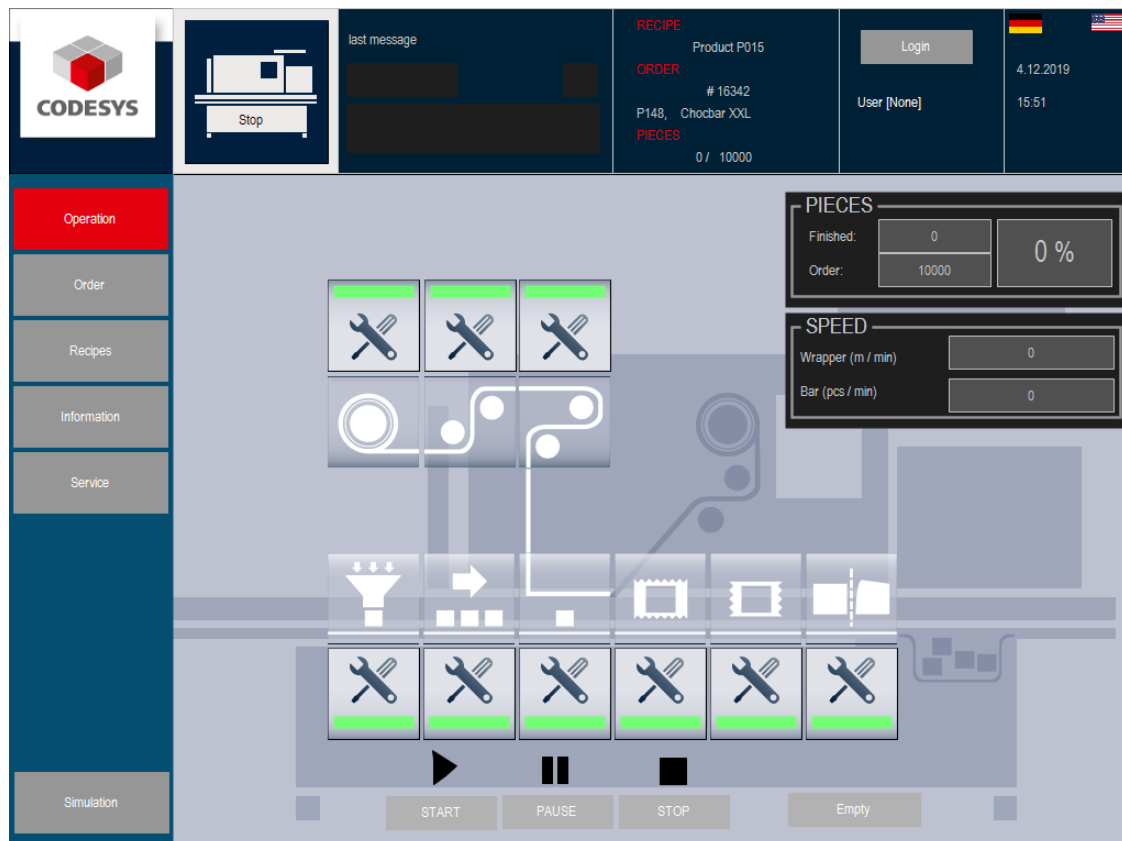 CODESYS
Stop
last message
RECIPE
Product P015
ORDER
# 16342
P148, Chocbar XXL
PIECES
0 / 10000
Login
User [None]
4.12.2019
15:51
Operation
Order
Recipes
Information
Service
Simulation
PIECES
Finished: 0
Order: 10000
0 %
SPEED
Wrapper (m / min) 0
Bar (pcs / min) 0
START PAUSE STOP Empty